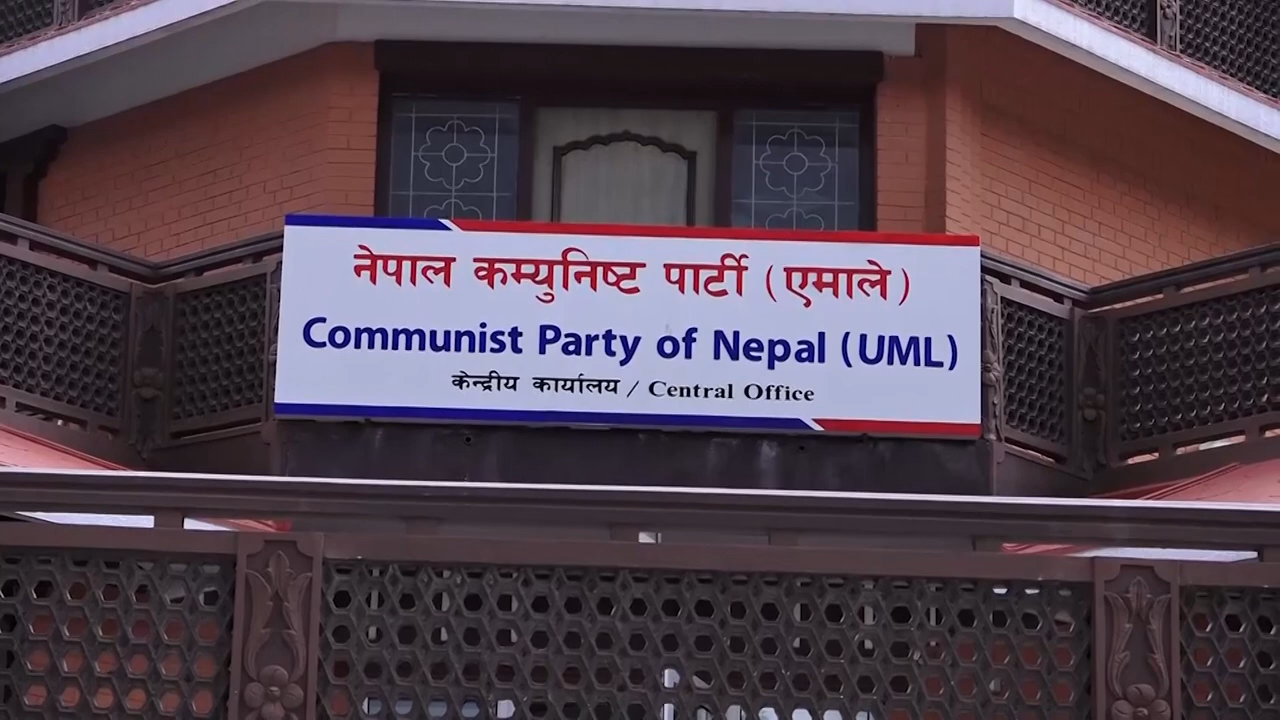 नेपाल कम्युनिष्ट पार्टी (एमाले)
Communist Party of Nepal (UML)
केन्द्रीय कार्यालय / Central Office